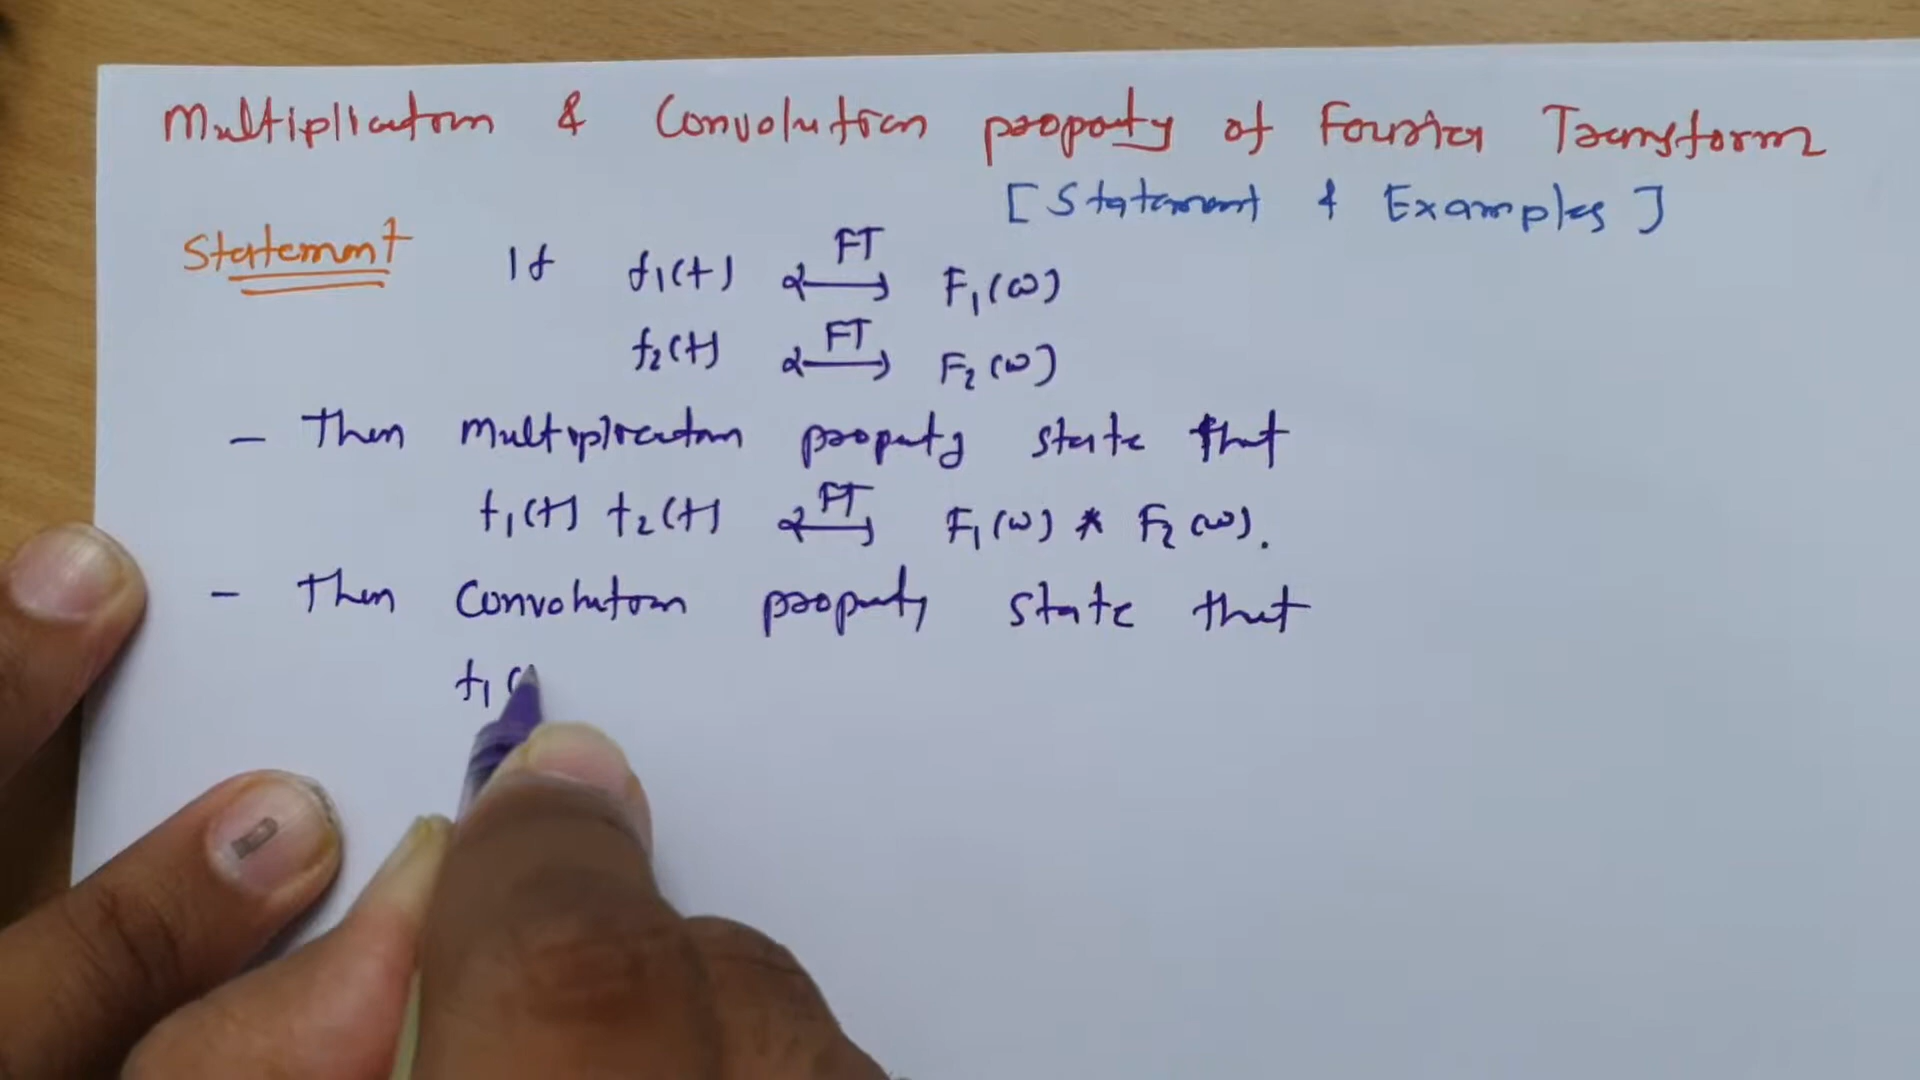 Multiplication & Convolution property of Fourier Transform
[Statement & Examples]
Statement If f₁(t) ⟷ FT F₁(ω)
f₂(t) ⟷ FT F₂(ω)
- Then Multiplication property state that
f₁(t) f₂(t) ⟷ FT F₁(ω) * F₂(ω).
- Then Convolution property state that
f₁(